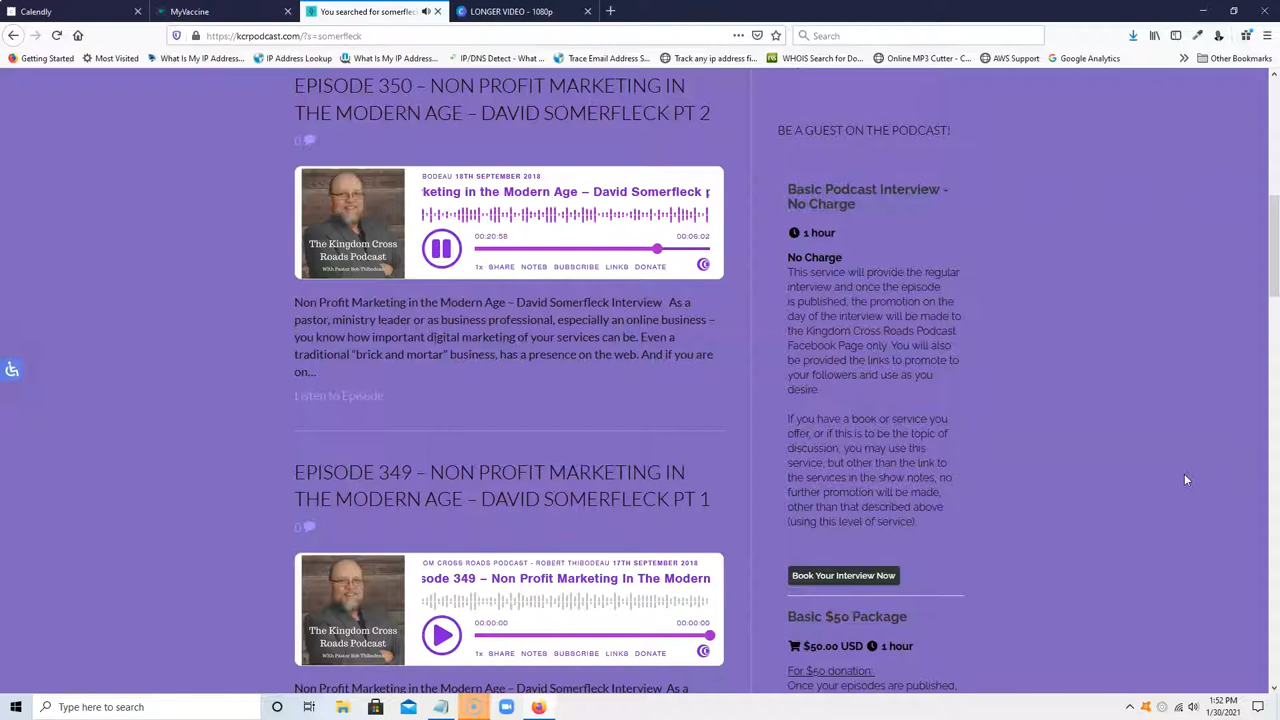 Calendly
MyVaccine
You searched for somerfleck
LONGER VIDEO - 1080p
https://kcrpodcast.com/?s=somerfleck
Search
Getting Started
Most Visited
What Is My IP Address...
IP Address Lookup
What Is My IP Address...
IP/DNS Detect - What ...
Trace Email Address S...
Track any ip address fi...
WHOIS Search for Do...
Online MP3 Cutter - C...
AWS Support
Google Analytics
Other Bookmarks
EPISODE 350 – NON PROFIT MARKETING IN
THE MODERN AGE – DAVID SOMERFLECK PT 2
0
BODEAU 18TH SEPTEMBER 2018
keting in the Modern Age – David Somerfleck p
00:20:58
00:06:02
The Kingdom Cross
Roads Podcast
With Pastor Bob Thibodeau
1x SHARE NOTES SUBSCRIBE LINKS DONATE
Non Profit Marketing in the Modern Age – David Somerfleck Interview As a
pastor, ministry leader or as business professional, especially an online business –
you know how important digital marketing of your services can be. Even a
traditional "brick and mortar" business, has a presence on the web. And if you are
on...
Listen to Episode
EPISODE 349 – NON PROFIT MARKETING IN
THE MODERN AGE – DAVID SOMERFLECK PT 1
0
OM CROSS ROADS PODCAST - ROBERT THIBODEAU 17TH SEPTEMBER 2018
sode 349 – Non Profit Marketing In The Modern
00:00:00
00:00:00
The Kingdom Cross
Roads Podcast
With Pastor Bob Thibodeau
1x SHARE NOTES SUBSCRIBE LINKS DONATE
Non Profit Marketing in the Modern Age – David Somerfleck Interview As a
BE A GUEST ON THE PODCAST!
Basic Podcast Interview -
No Charge
1 hour
No Charge
This service will provide the regular
interview and once the episode
is published, the promotion on the
day of the interview will be made to
the Kingdom Cross Roads Podcast
Facebook Page only. You will also
be provided the links to promote to
your followers and use as you
desire.
If you have a book or service you
offer, or if this is to be the topic of
discussion, you may use this
service, but other than the link to
the services in the show notes, no
further promotion will be made,
other than that described above
(using this level of service).
Book Your Interview Now
Basic $50 Package
$50.00 USD 1 hour
For $50 donation:
Once your episodes are published,
Type here to search
1:52 PM
1/30/2021